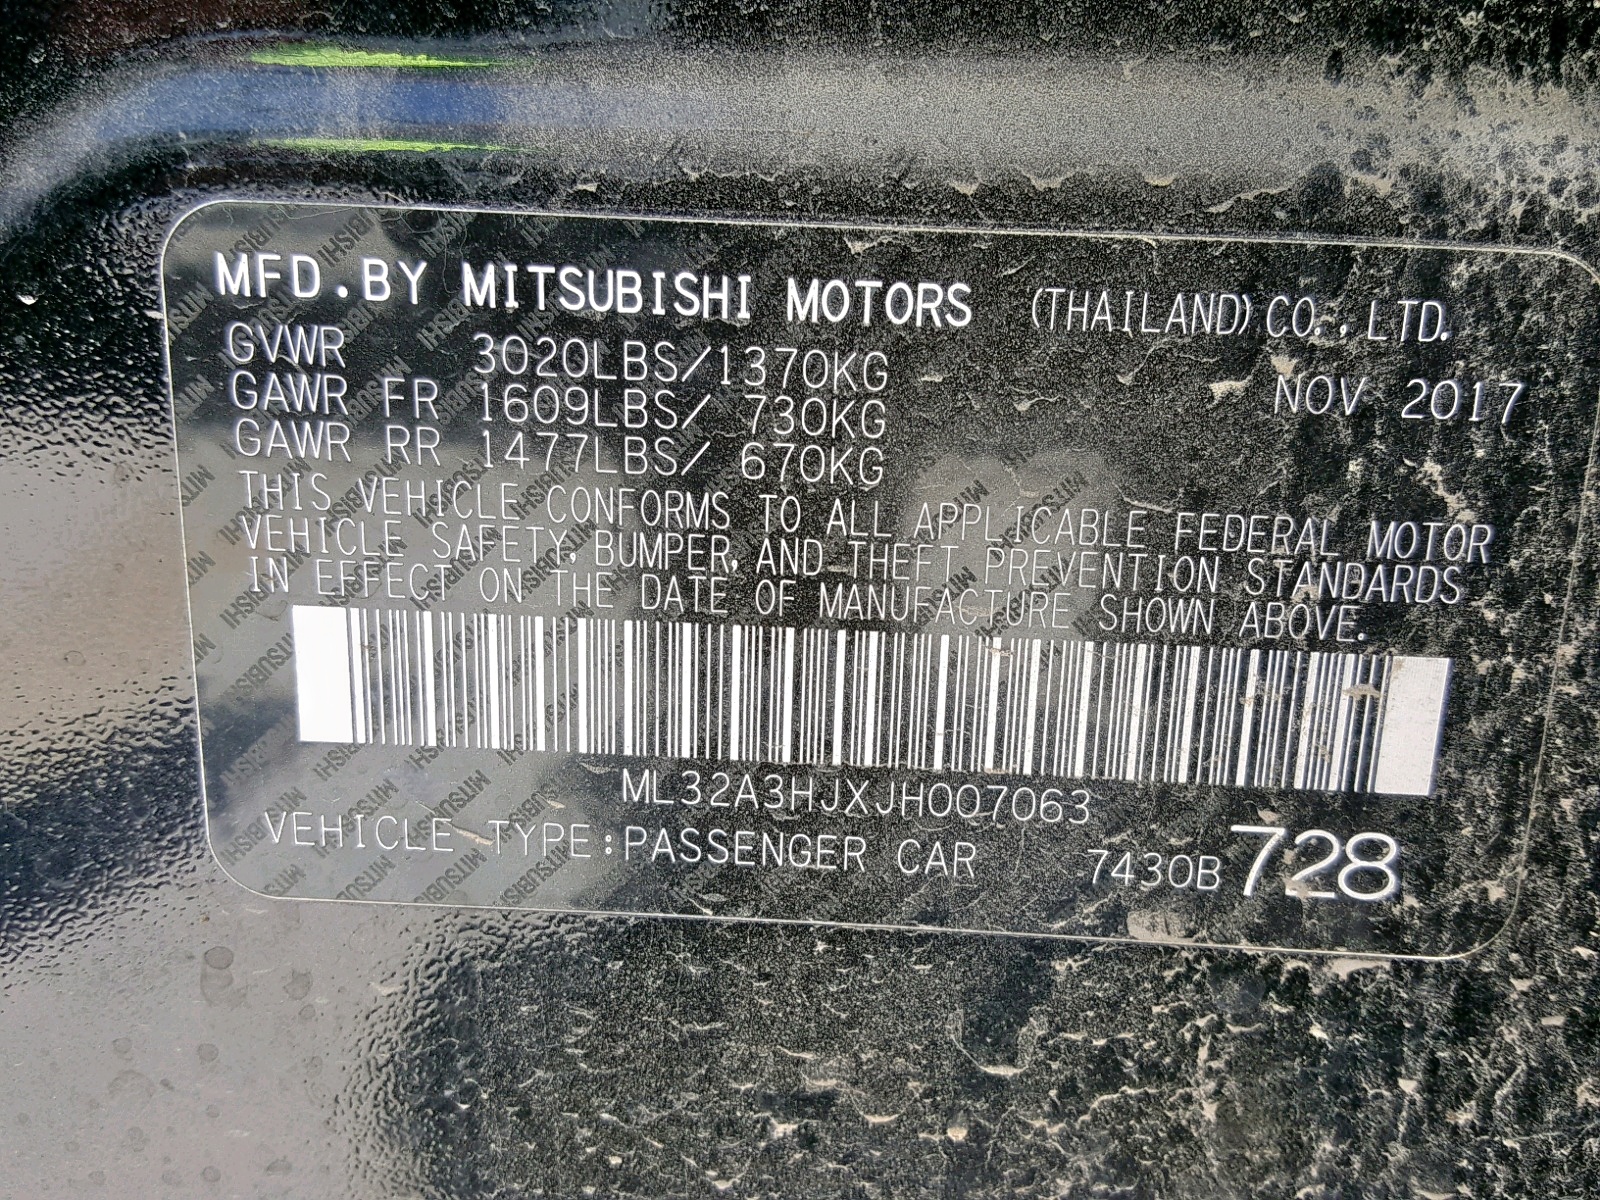 MFD.BY MITSUBISHI MOTORS (THAILAND) CO., LTD.
GVWR 3020LBS/1370KG
GAWR FR 1609LBS/ 730KG NOV 2017
GAWR RR 1477LBS/ 670KG
THIS VEHICLE CONFORMS TO ALL APPLICABLE FEDERAL MOTOR
VEHICLE SAFETY, BUMPER, AND THEFT PREVENTION STANDARDS
IN EFFECT ON THE DATE OF MANUFACTURE SHOWN ABOVE.
ML32A3HJXJH007063
VEHICLE TYPE:PASSENGER CAR 7430B 728